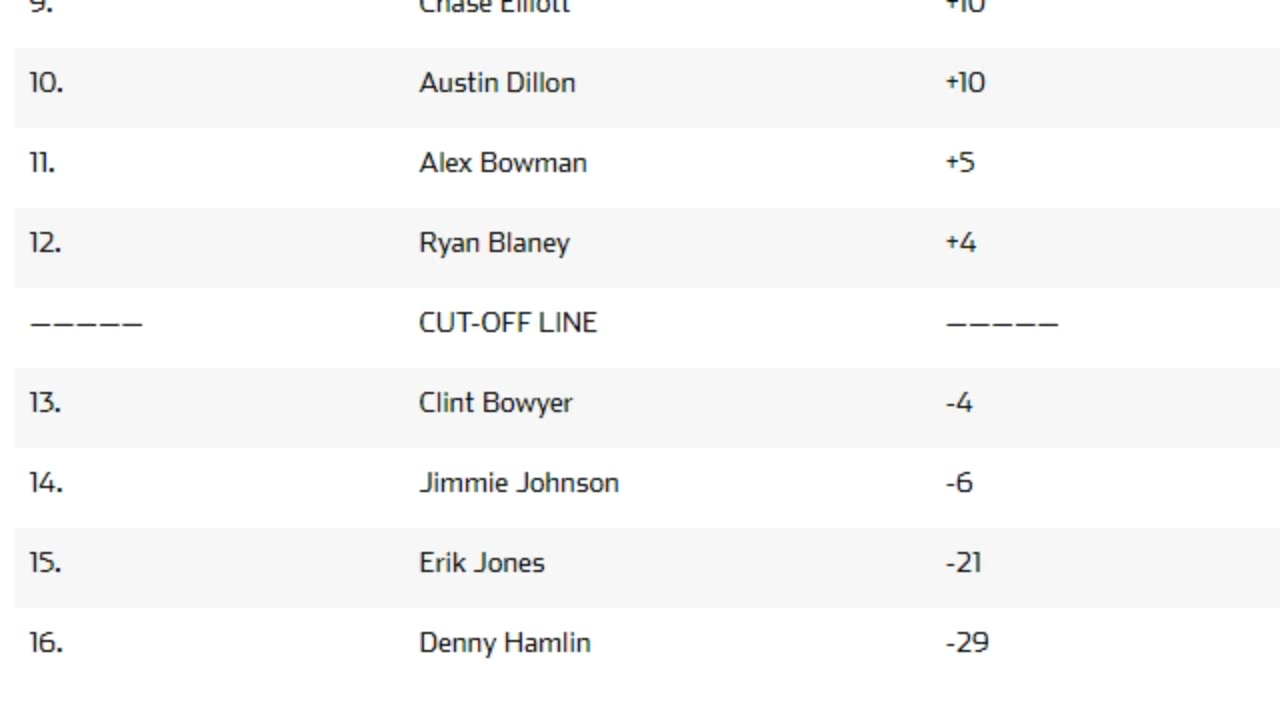 9. Chase Elliott +10
10. Austin Dillon +10
11. Alex Bowman +5
12. Ryan Blaney +4
————— CUT-OFF LINE —————
13. Clint Bowyer -4
14. Jimmie Johnson -6
15. Erik Jones -21
16. Denny Hamlin -29